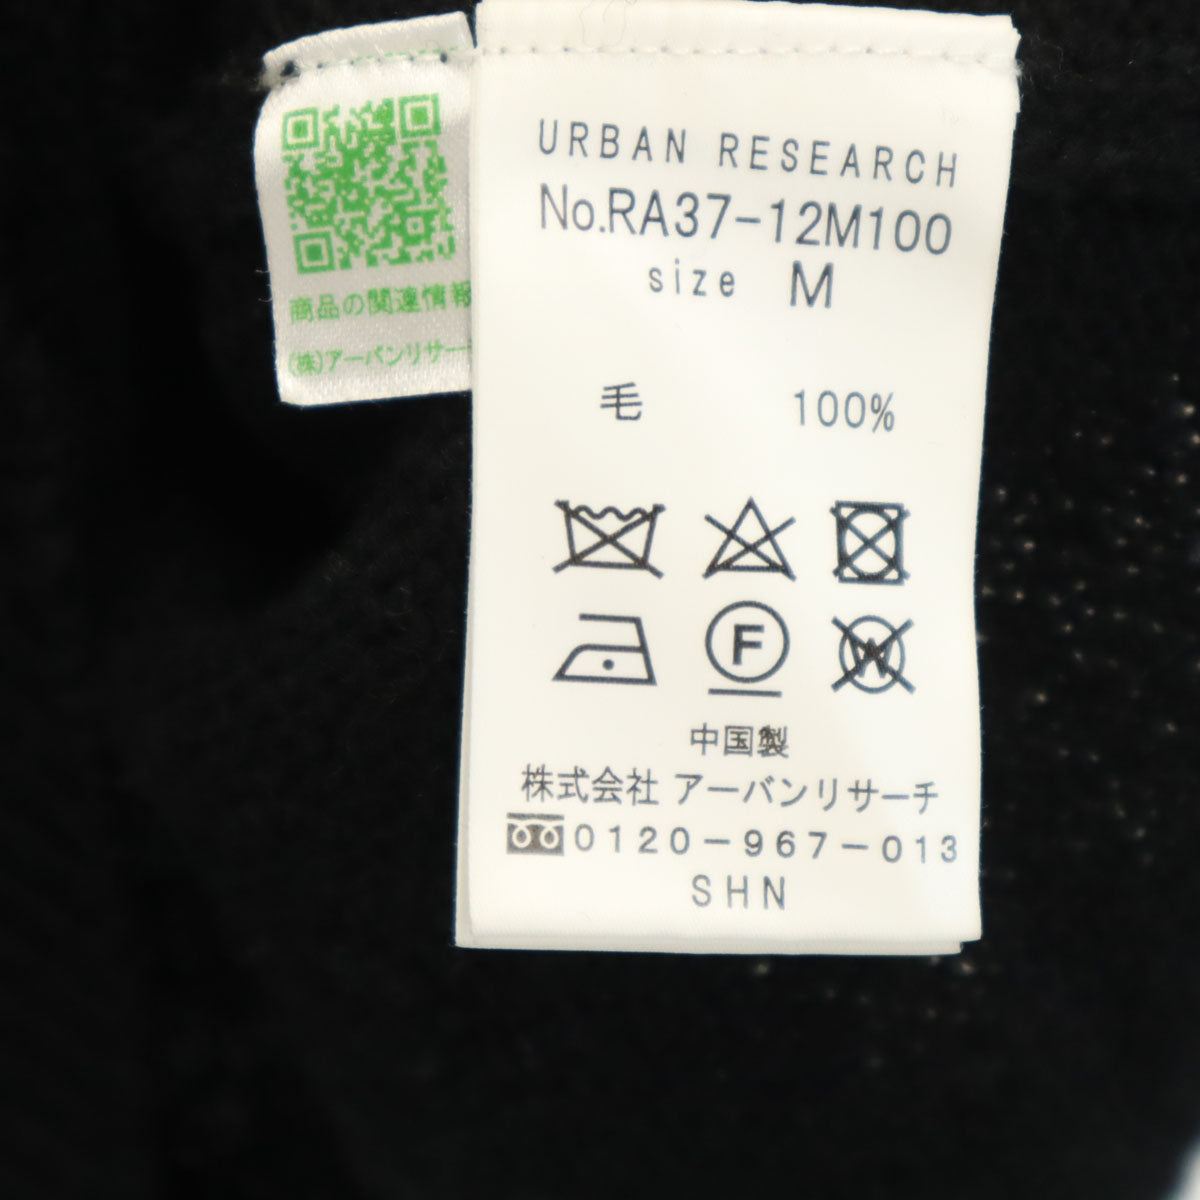 商品の関連情報
(株)アーバンリサー
URBAN RESEARCH
No.RA37-12M100
size M
毛 100%
F
W
中国製
株式会社 アーバンリサーチ
0120-967-013
SHN